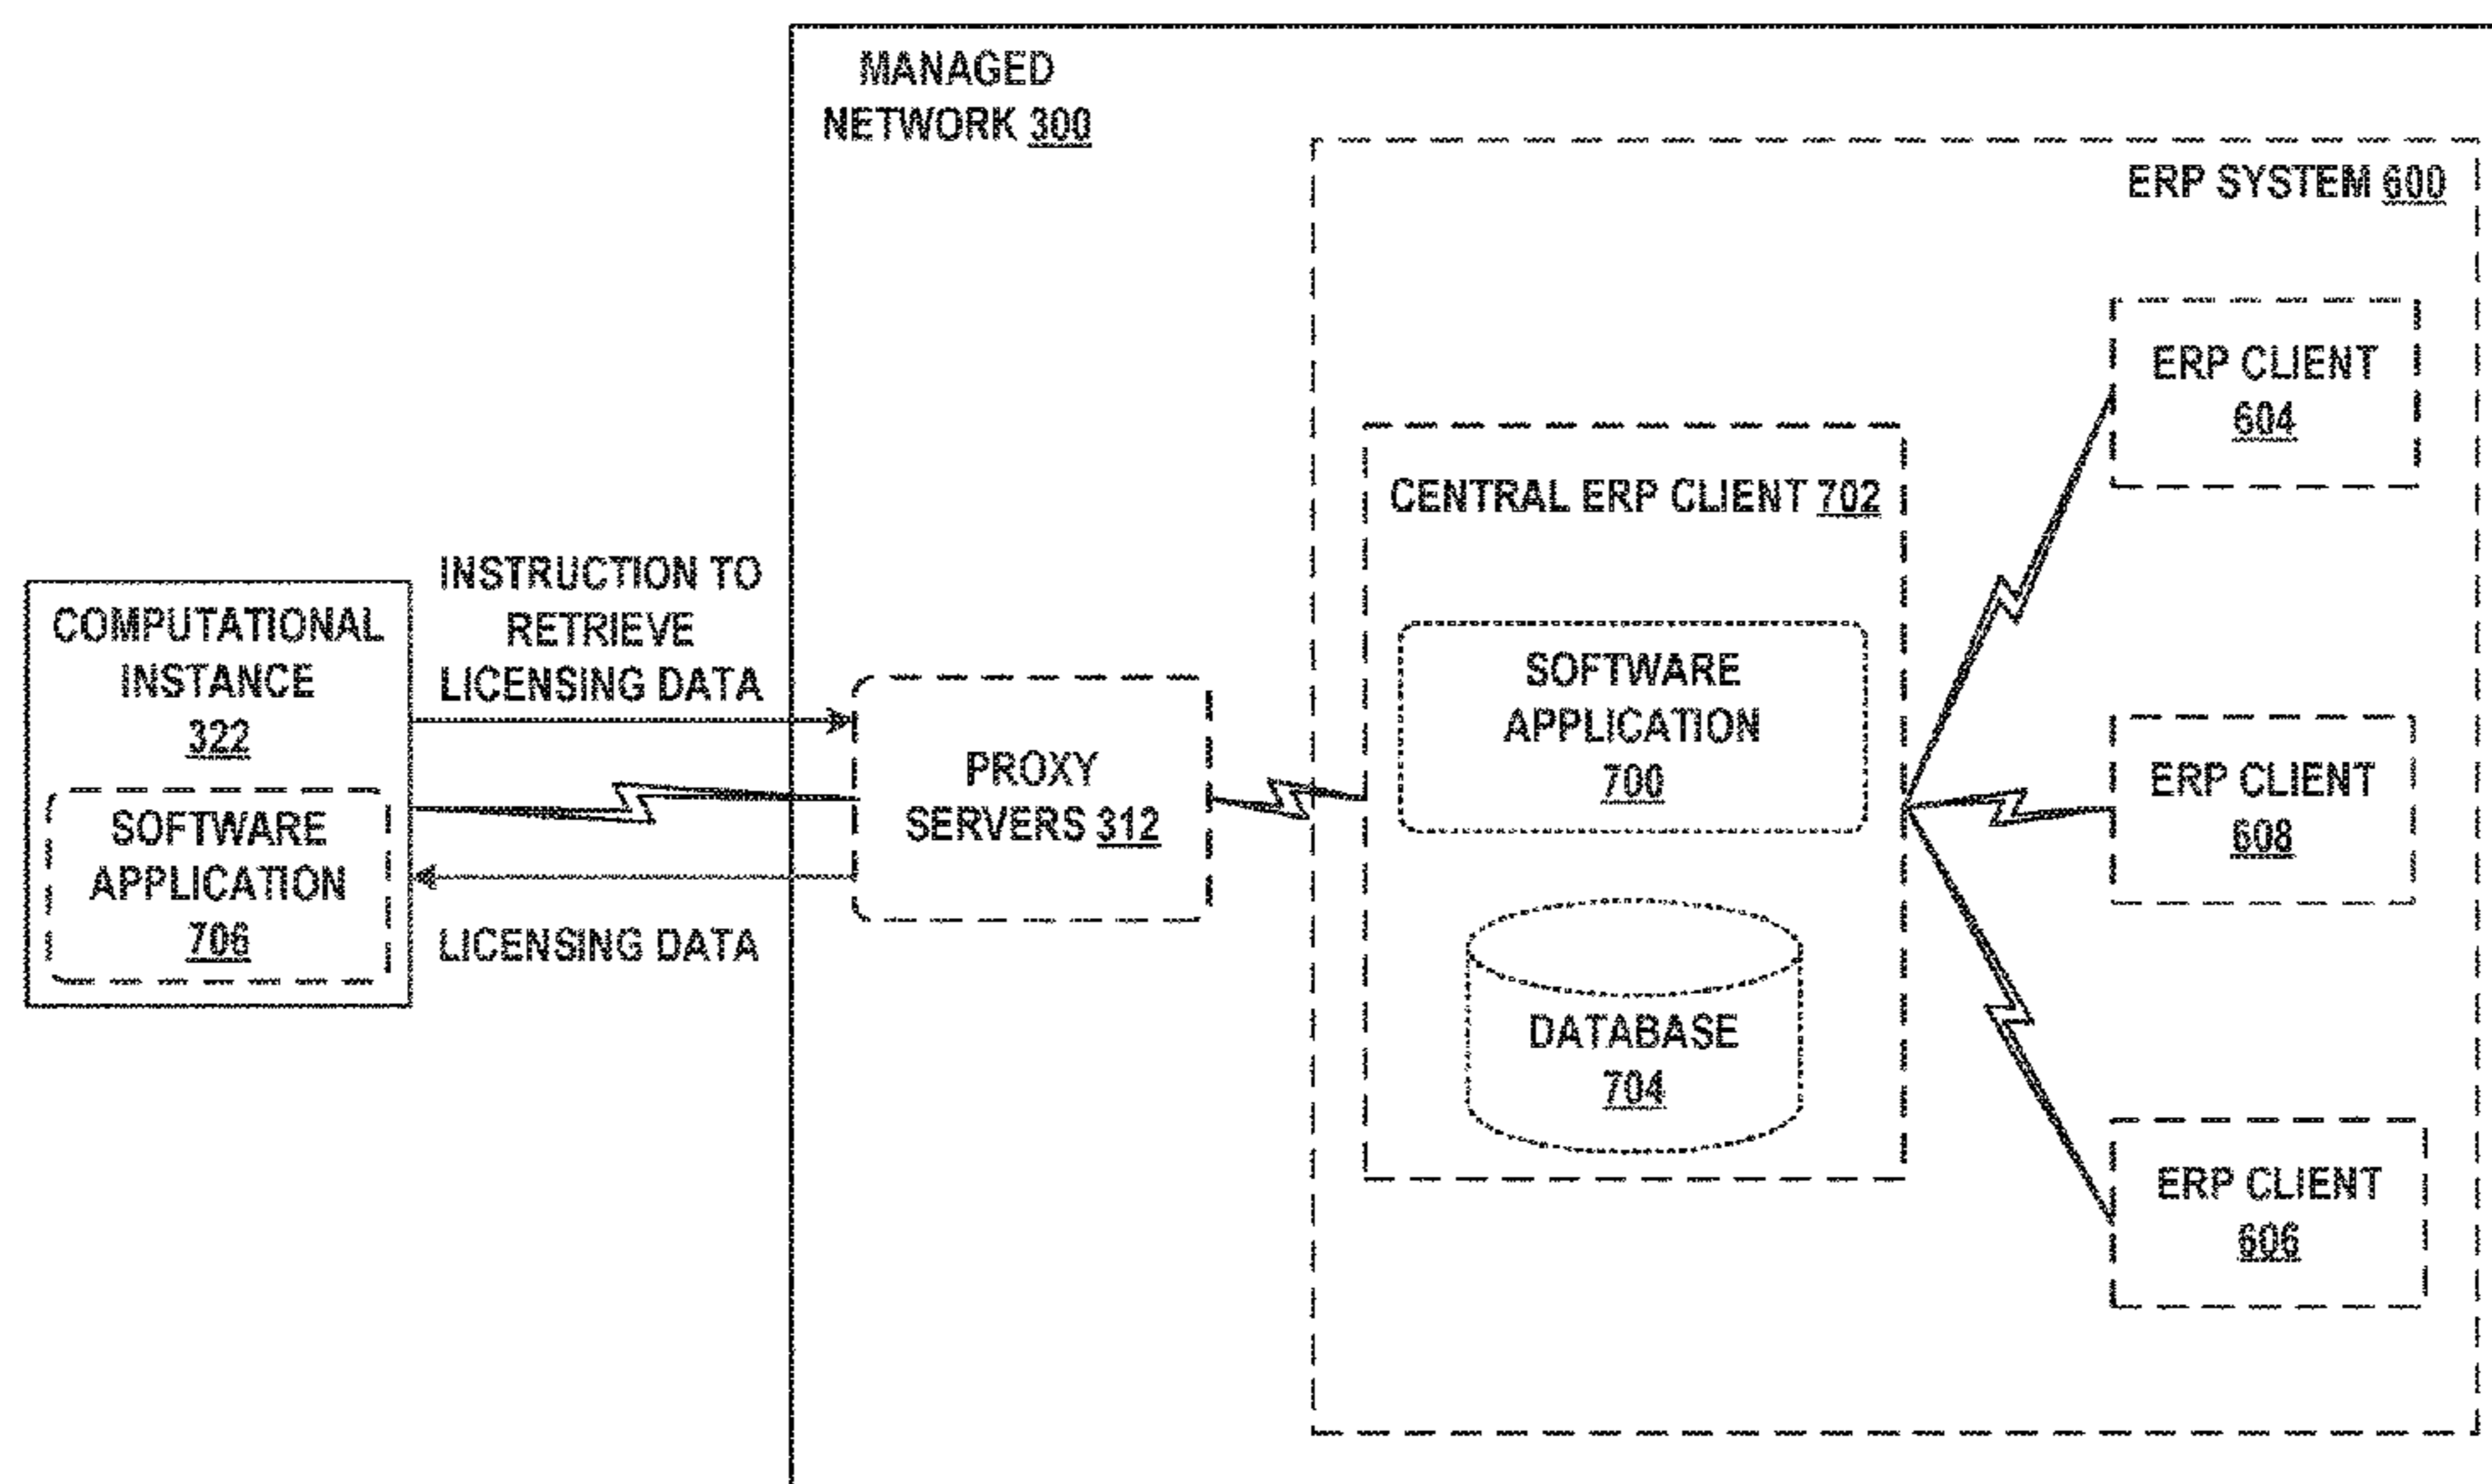 MANAGED
NETWORK 300
ERP SYSTEM 600
ERP CLIENT
604
CENTRAL ERP CLIENT 702
SOFTWARE
APPLICATION
700
DATABASE
704
ERP CLIENT
608
ERP CLIENT
606
PROXY
SERVERS 312
INSTRUCTION TO
RETRIEVE
LICENSING DATA
LICENSING DATA
COMPUTATIONAL
INSTANCE
322
SOFTWARE
APPLICATION
706